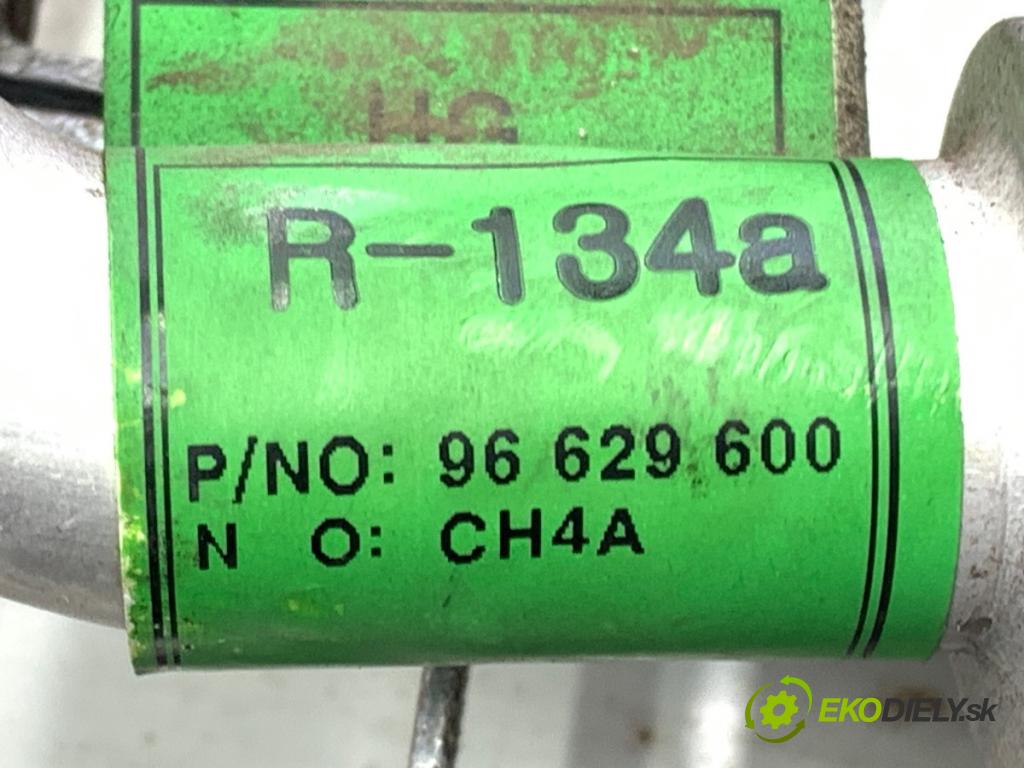 R-134a
P/NO: 96 629 600
N O: CH4A
EKODIELY.sk